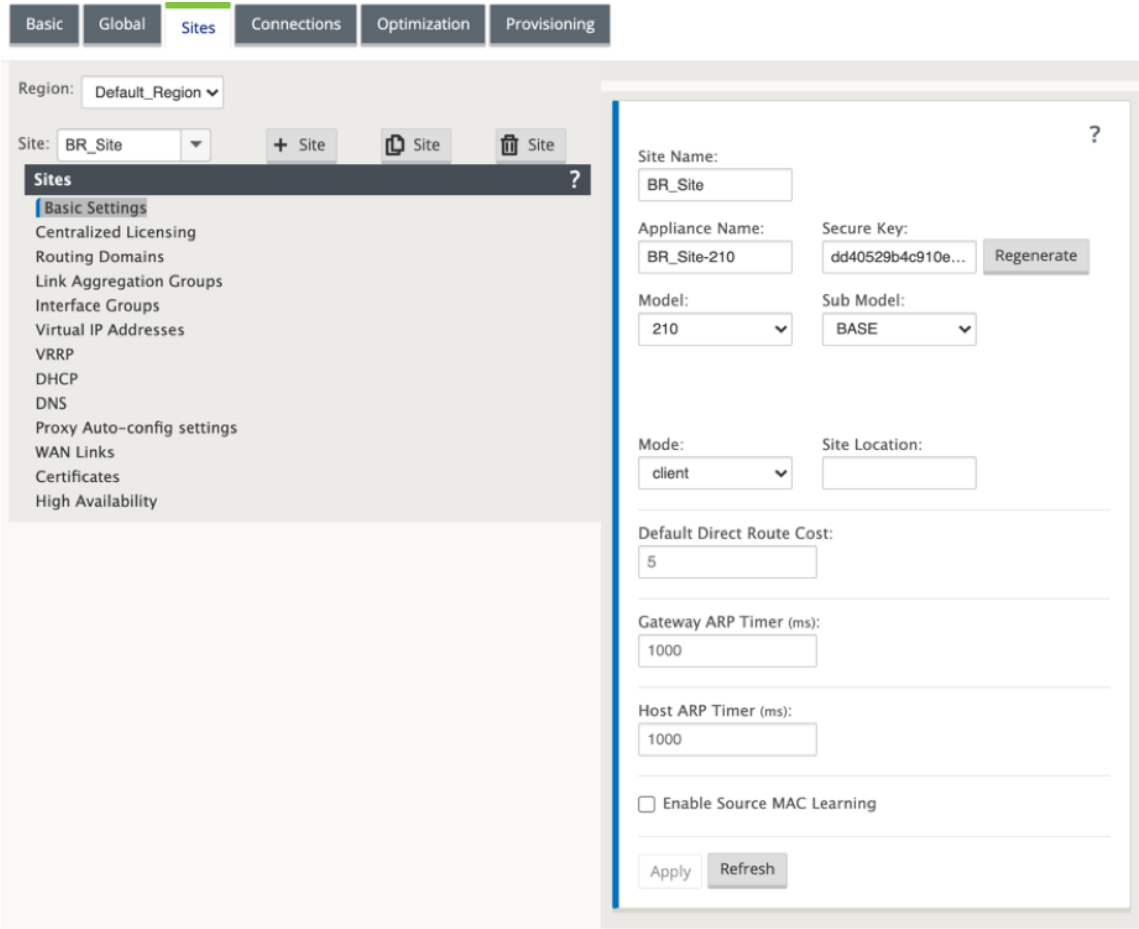 Basic Global Sites Connections Optimization Provisioning
Region: Default_Region
Site: BR_Site + Site Site Site
Sites ?
Basic Settings
Centralized Licensing
Routing Domains
Link Aggregation Groups
Interface Groups
Virtual IP Addresses
VRRP
DHCP
DNS
Proxy Auto-config settings
WAN Links
Certificates
High Availability
?
Site Name:
BR_Site
Appliance Name: Secure Key:
BR_Site-210 dd40529b4c910e... Regenerate
Model: Sub Model:
210 BASE
Mode: Site Location:
client
Default Direct Route Cost:
5
Gateway ARP Timer (ms):
1000
Host ARP Timer (ms):
1000
Enable Source MAC Learning
Apply Refresh